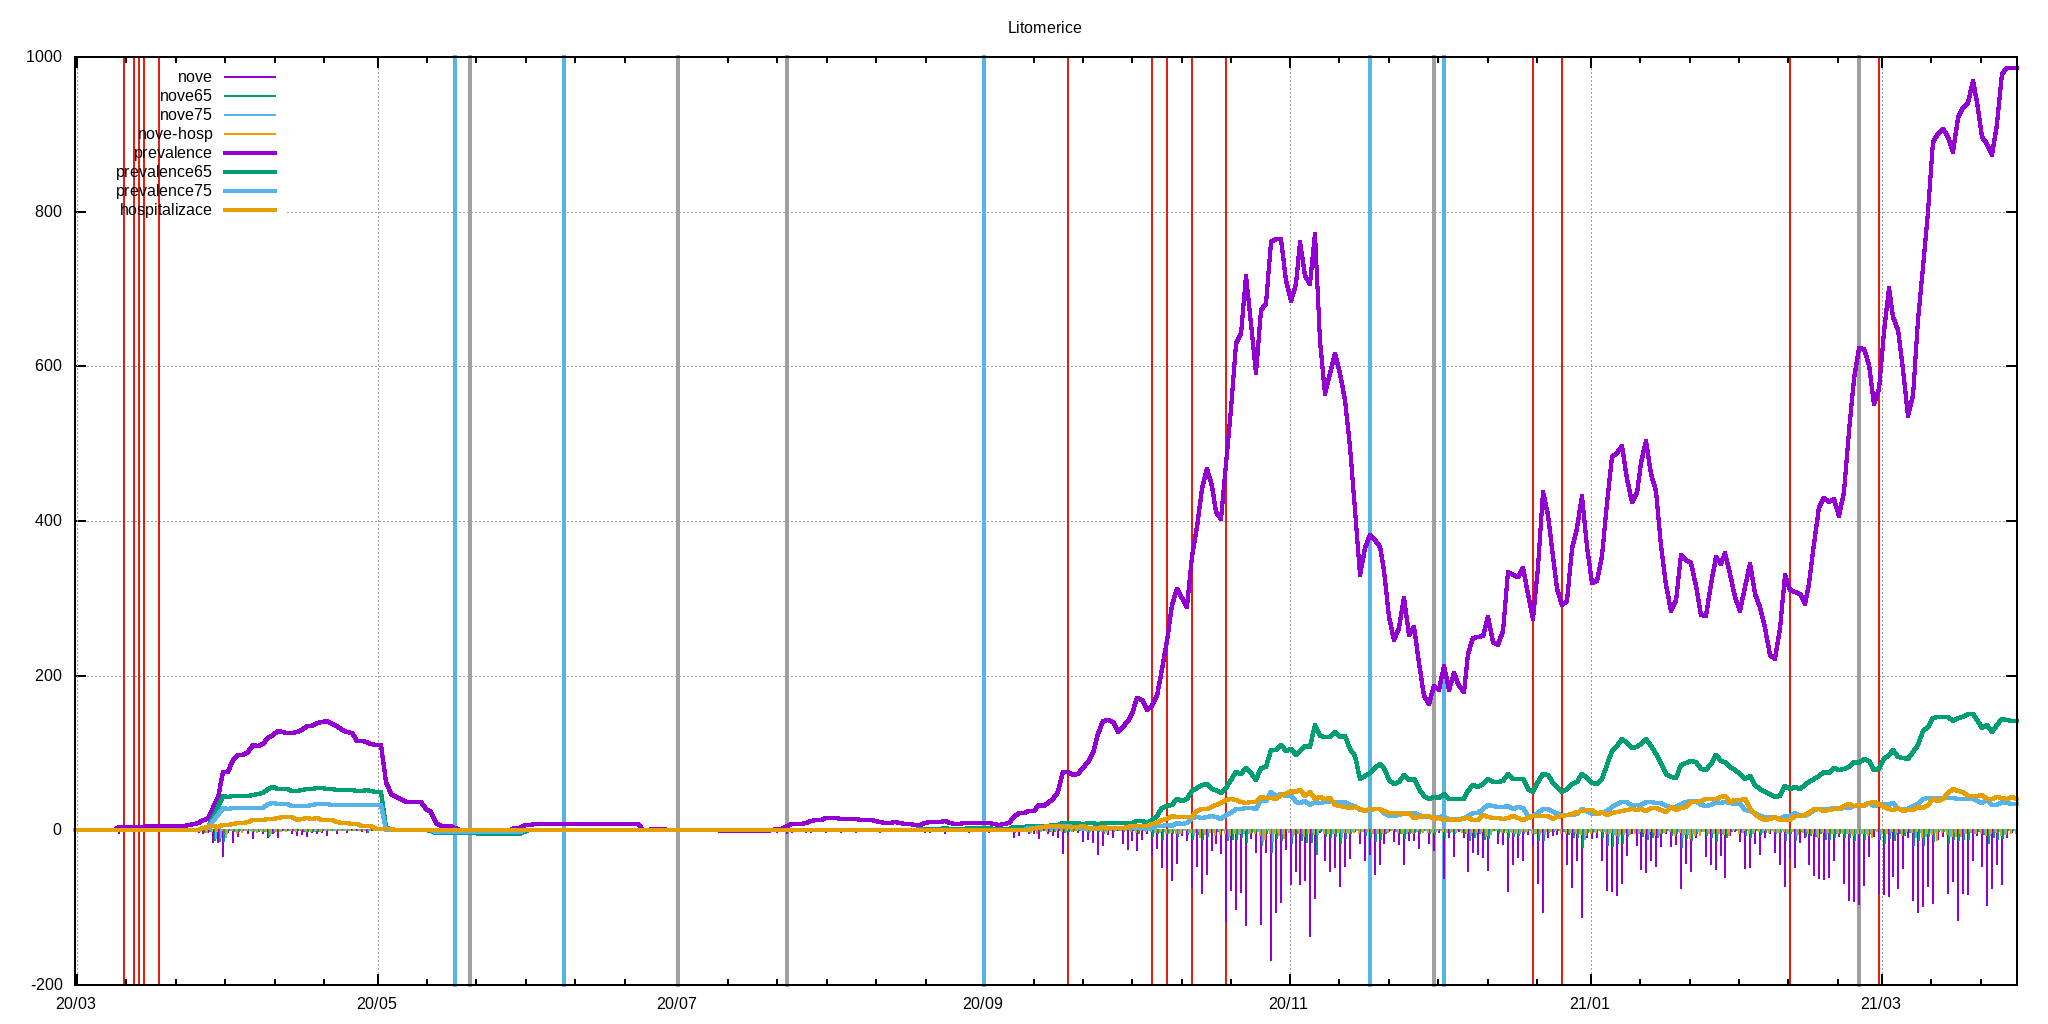 Litomerice
1000
800
600
400
200
0
-200
nove
nove65
nove75
nove-hosp
prevalence
prevalence65
prevalence75
hospitalizace
20/03 20/05 20/07 20/09 20/11 21/01 21/03